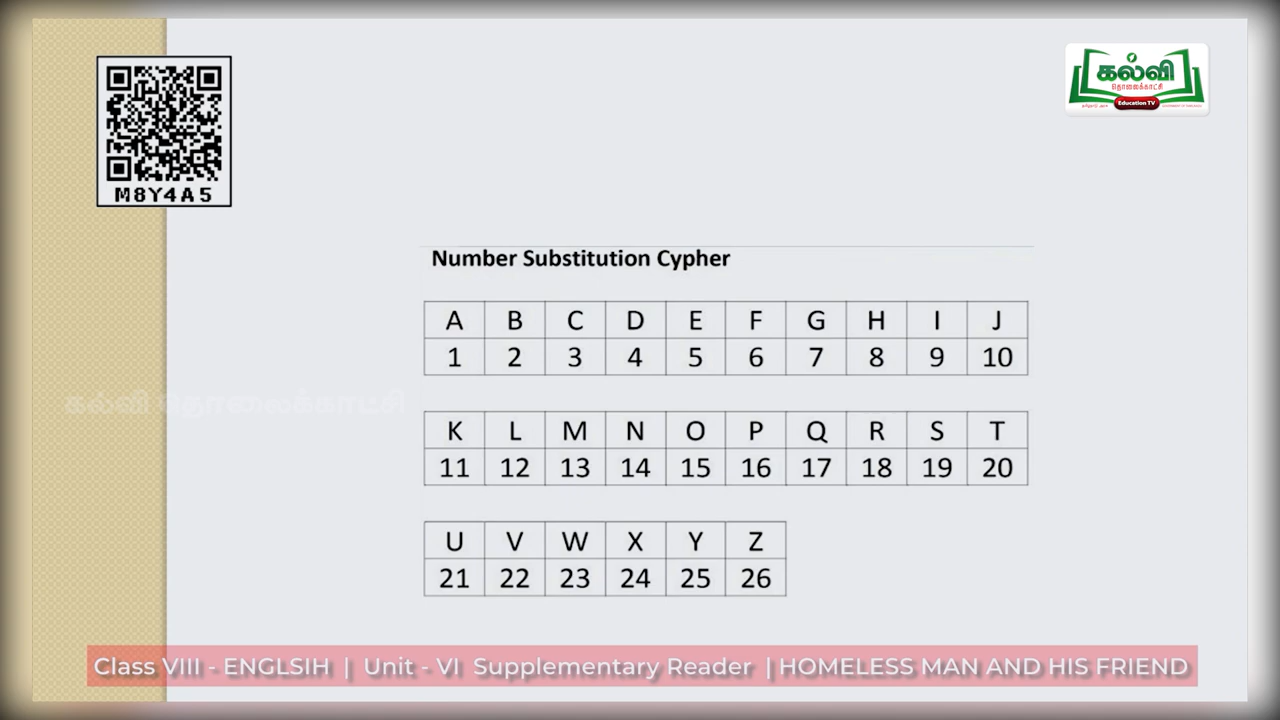 M8Y4A5
கல்வி
தொலைக்காட்சி
Education TV
Number Substitution Cypher
A B C D E F G H I J
1 2 3 4 5 6 7 8 9 10
கல்வி தொலைக்காட்சி
K L M N O P Q R S T
11 12 13 14 15 16 17 18 19 20
U V W X Y Z
21 22 23 24 25 26
Class VIII - ENGLSIH | Unit - VI Supplementary Reader | HOMELESS MAN AND HIS FRIEND